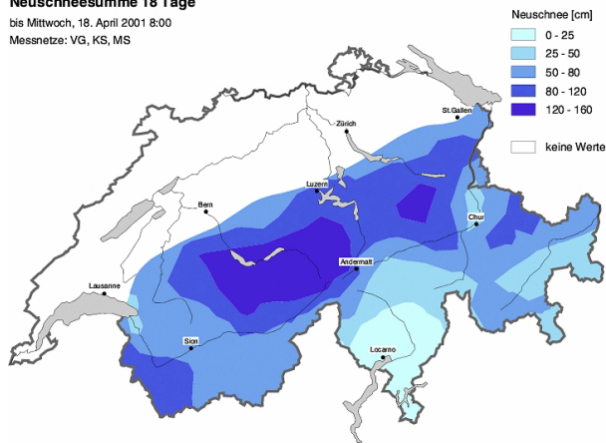 Neuschneesumme 18 Tage
bis Mittwoch, 18. April 2001 8:00
Messnetze: VG, KS, MS
Neuschnee [cm]
0 - 25
25 - 50
50 - 80
80 - 120
120 - 160
keine Werte
St.Gallen
Zürich
Luzern
Bern
Chur
Andermatt
Lausanne
Sion
Locarno